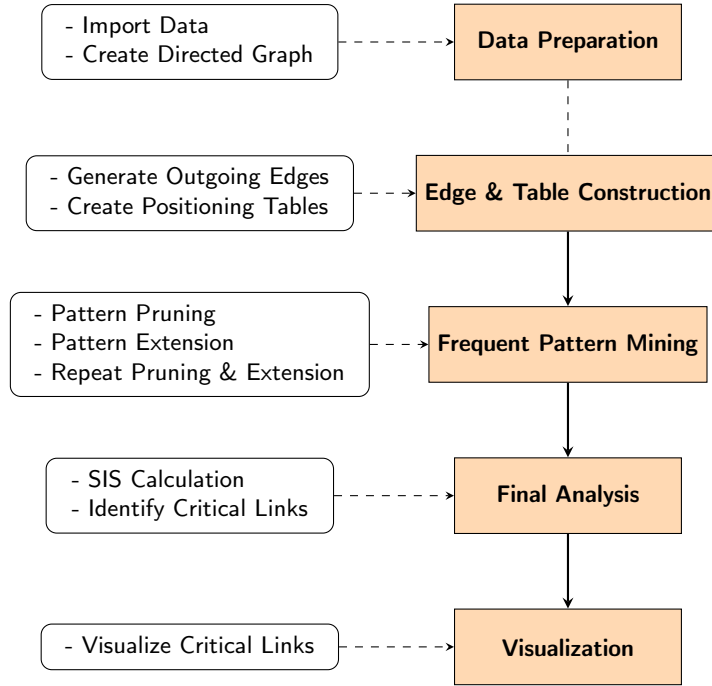 - Import Data
- Create Directed Graph
Data Preparation
- Generate Outgoing Edges
- Create Positioning Tables
Edge & Table Construction
- Pattern Pruning
- Pattern Extension
- Repeat Pruning & Extension
Frequent Pattern Mining
- SIS Calculation
- Identify Critical Links
Final Analysis
- Visualize Critical Links
Visualization